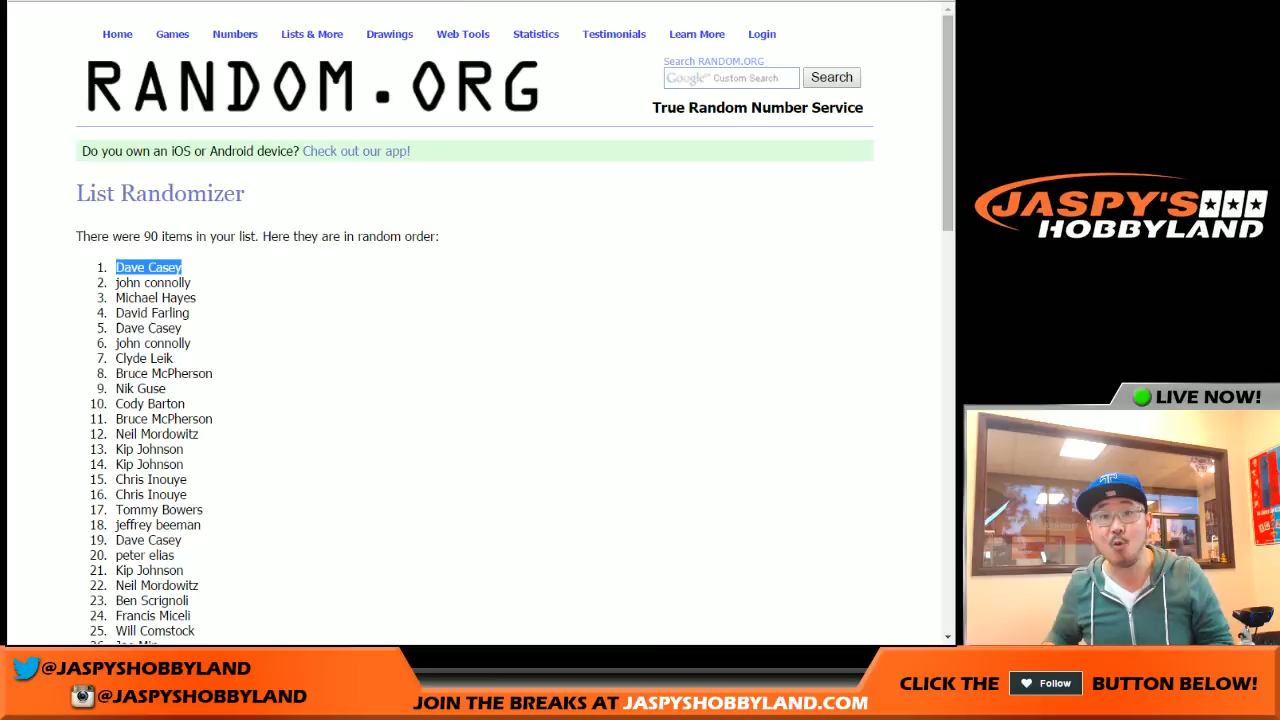 Home Games Numbers Lists & More Drawings Web Tools Statistics Testimonials Learn More Login
RANDOM.ORG
Search RANDOM.ORG
Google™ Custom Search Search
True Random Number Service
Do you own an iOS or Android device? Check out our app!
List Randomizer
There were 90 items in your list. Here they are in random order:
1. Dave Casey
2. john connolly
3. Michael Hayes
4. David Farling
5. Dave Casey
6. john connolly
7. Clyde Leik
8. Bruce McPherson
9. Nik Guse
10. Cody Barton
11. Bruce McPherson
12. Neil Mordowitz
13. Kip Johnson
14. Kip Johnson
15. Chris Inouye
16. Chris Inouye
17. Tommy Bowers
18. jeffrey beeman
19. Dave Casey
20. peter elias
21. Kip Johnson
22. Neil Mordowitz
23. Ben Scrignoli
24. Francis Miceli
25. Will Comstock
JASPY'S
HOBBYLAND
LIVE NOW!
@JASPYSHOBBYLAND
@JASPYSHOBBYLAND
JOIN THE BREAKS AT JASPYSHOBBYLAND.COM
CLICK THE Follow BUTTON BELOW!